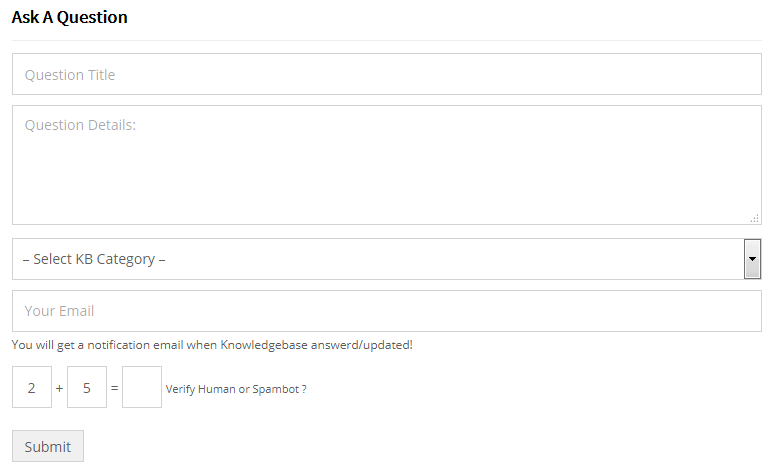 Ask A Question
Question Title
Question Details:
– Select KB Category –
Your Email
You will get a notification email when Knowledgebase answerd/updated!
2 + 5 = Verify Human or Spambot ?
Submit